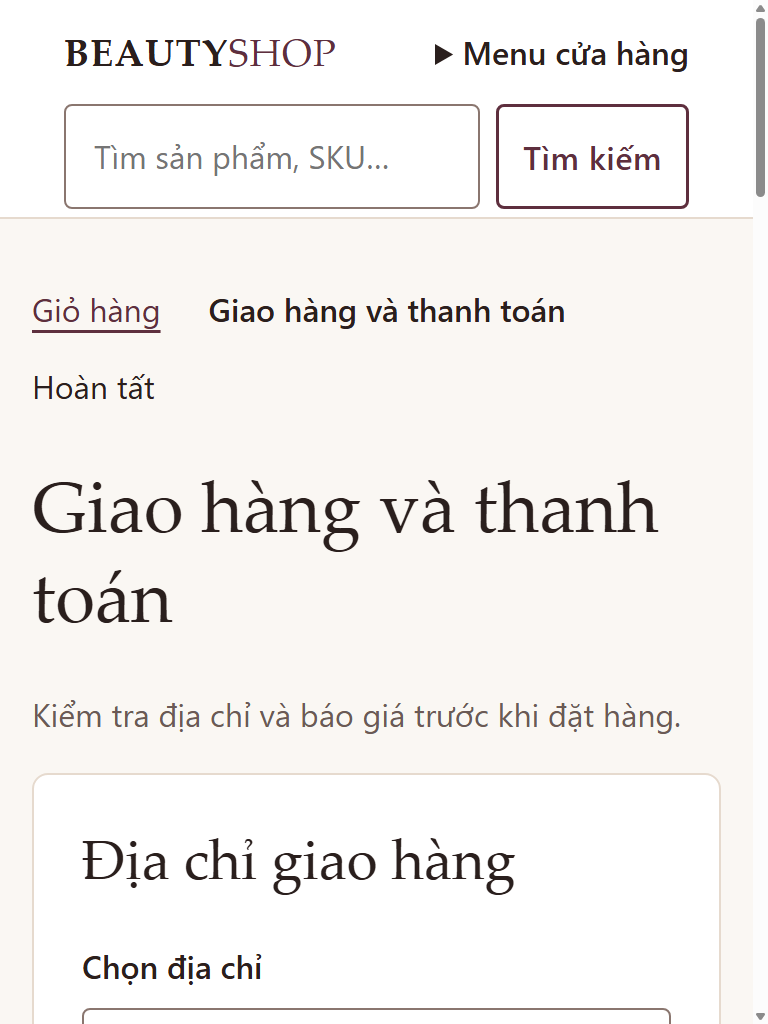 BEAUTYSHOP
▶ Menu cửa hàng
Tìm sản phẩm, SKU...
Tìm kiếm
Giỏ hàng
Giao hàng và thanh toán
Hoàn tất
Giao hàng và thanh
toán
Kiểm tra địa chỉ và báo giá trước khi đặt hàng.
Địa chỉ giao hàng
Chọn địa chỉ